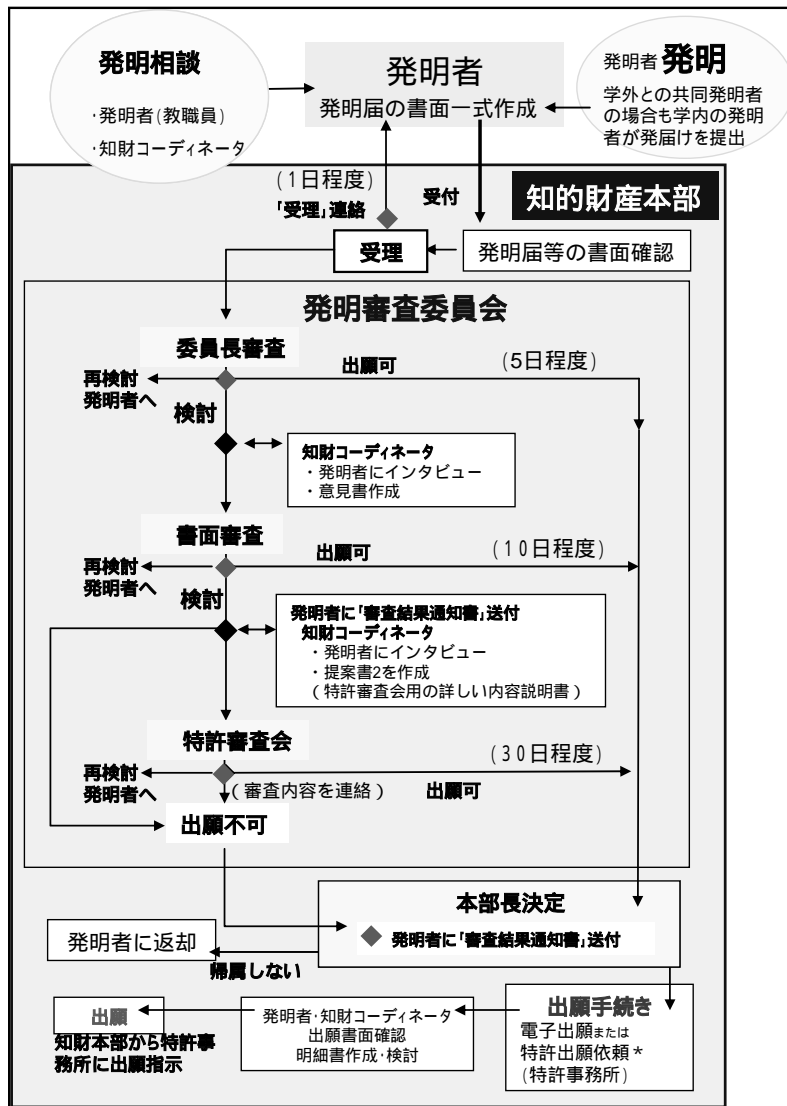 発明相談
・発明者(教職員)
・知財コーディネータ
発明者
発明届の書面一式作成
発明者 発明
学外との共同発明者
の場合も学内の発明
者が発届けを提出
知的財産本部
(1日程度)
「受理」連絡
受付
受理
発明届等の書面確認
発明審査委員会
委員長審査
出願可
(5日程度)
再検討
発明者へ
検討
知財コーディネータ
・発明者にインタビュー
・意見書作成
書面審査
出願可
(10日程度)
再検討
発明者へ
検討
発明者に「審査結果通知書」送付
知財コーディネータ
・発明者にインタビュー
・提案書2を作成
(特許審査会用の詳しい内容説明書)
特許審査会
(30日程度)
再検討
発明者へ
(審査内容を連絡)
出願可
出願不可
本部長決定
発明者に「審査結果通知書」送付
発明者に返却
帰属しない
出願手続き
電子出願または
特許出願依頼*
(特許事務所)
発明者・知財コーディネータ
出願書面確認
明細書作成・検討
出願
知財本部から特許事
務所に出願指示